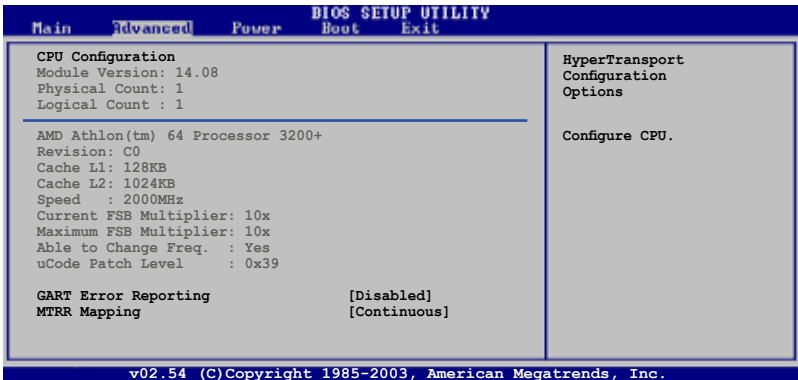 BIOS SETUP UTILITY
Main Advanced Power Boot Exit
CPU Configuration
Module Version: 14.08
Physical Count: 1
Logical Count : 1
AMD Athlon(tm) 64 Processor 3200+
Revision: C0
Cache L1: 128KB
Cache L2: 1024KB
Speed : 2000MHz
Current FSB Multiplier: 10x
Maximum FSB Multiplier: 10x
Able to Change Freq. : Yes
uCode Patch Level : 0x39
GART Error Reporting [Disabled]
MTRR Mapping [Continuous]
HyperTransport
Configuration
Options
Configure CPU.
v02.54 (C)Copyright 1985-2003, American Megatrends, Inc.